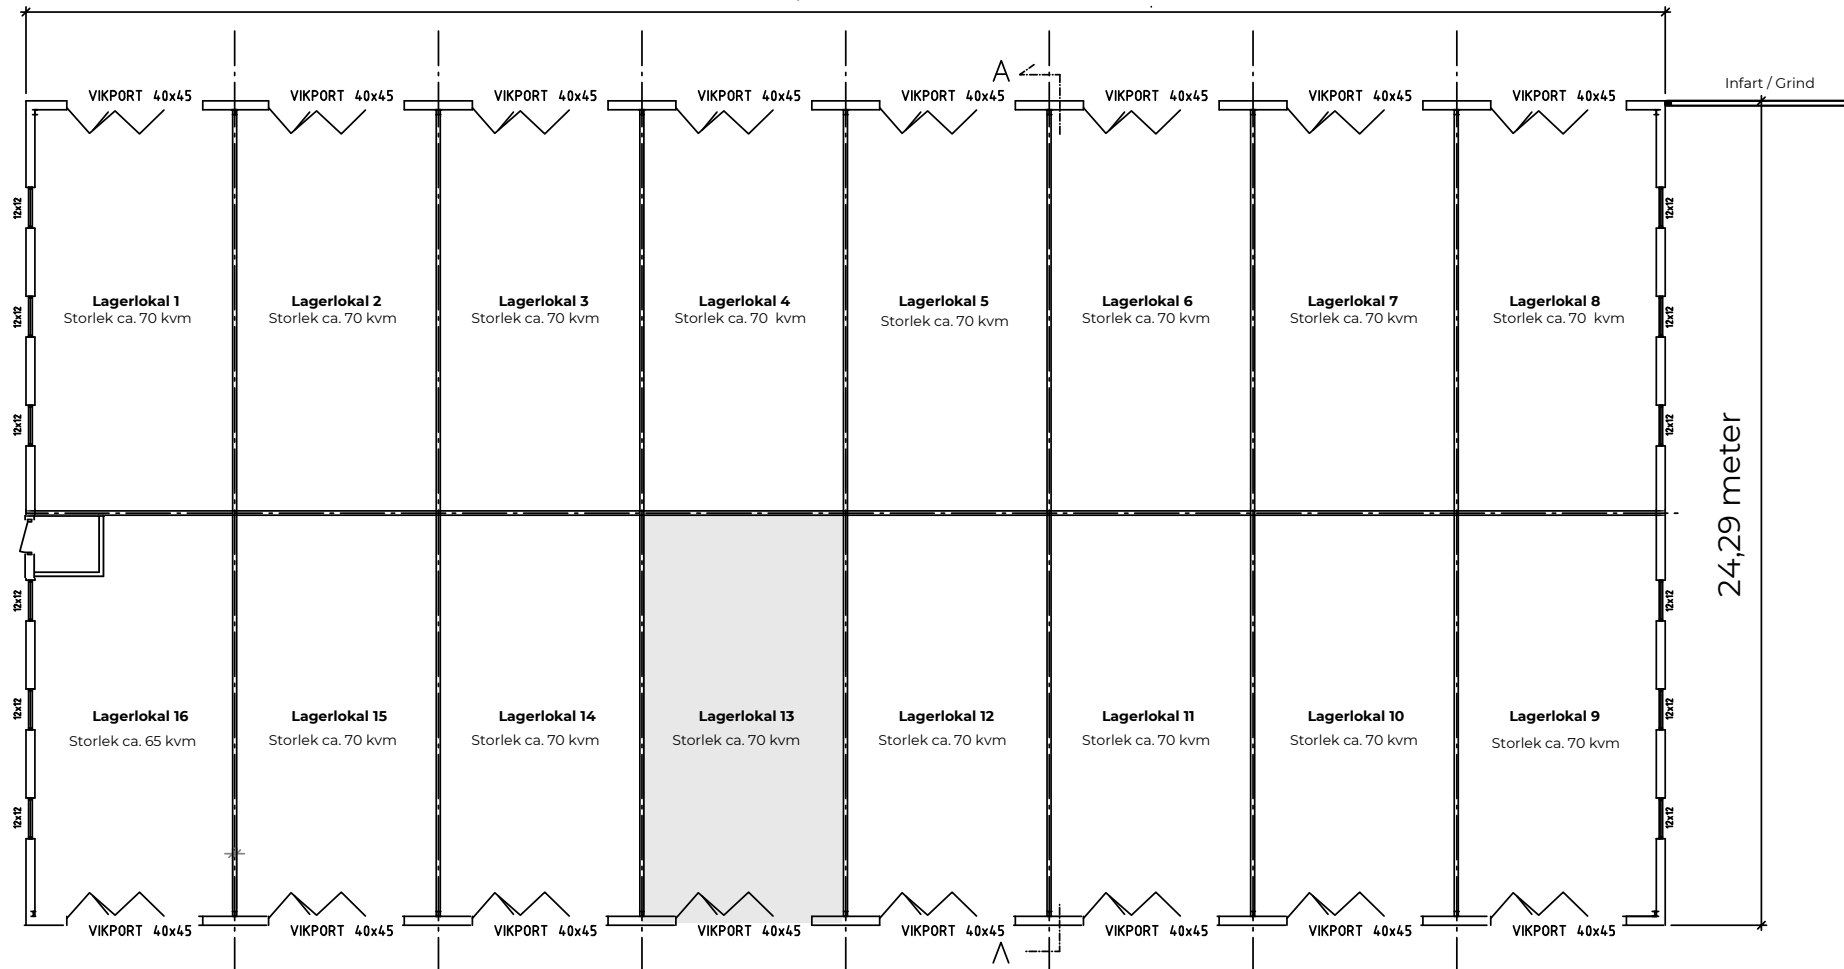 A
Infart / Grind
VIKPORT 40x45 VIKPORT 40x45 VIKPORT 40x45 VIKPORT 40x45 VIKPORT 40x45 VIKPORT 40x45 VIKPORT 40x45 VIKPORT 40x45
12x12 12x12
Lagerlokal 1 Lagerlokal 2 Lagerlokal 3 Lagerlokal 4 Lagerlokal 5 Lagerlokal 6 Lagerlokal 7 Lagerlokal 8
Storlek ca. 70 kvm Storlek ca. 70 kvm Storlek ca. 70 kvm Storlek ca. 70 kvm Storlek ca. 70 kvm Storlek ca. 70 kvm Storlek ca. 70 kvm Storlek ca. 70 kvm
12x12 12x12
12x12 12x12
24,29 meter
12x12 12x12
Lagerlokal 16 Lagerlokal 15 Lagerlokal 14 Lagerlokal 13 Lagerlokal 12 Lagerlokal 11 Lagerlokal 10 Lagerlokal 9
12x12 12x12
Storlek ca. 65 kvm Storlek ca. 70 kvm Storlek ca. 70 kvm Storlek ca. 70 kvm Storlek ca. 70 kvm Storlek ca. 70 kvm Storlek ca. 70 kvm Storlek ca. 70 kvm
12x12 12x12
VIKPORT 40x45 VIKPORT 40x45 VIKPORT 40x45 VIKPORT 40x45 VIKPORT 40x45 VIKPORT 40x45 VIKPORT 40x45 VIKPORT 40x45